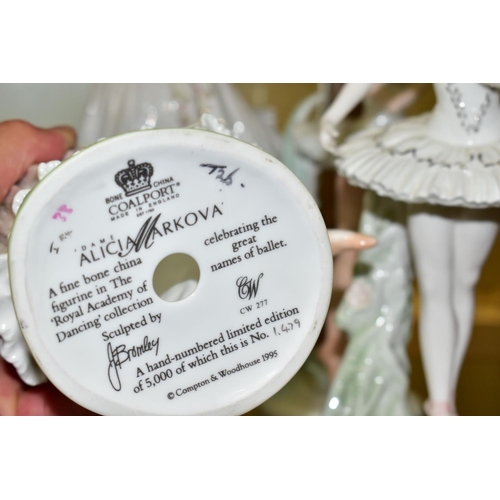 BONE CHINA
COALPORT®
MADE IN ENGLAND
EST 1750
'DAME
ALICIA MARKOVA'
A fine bone china
figurine in The
'Royal Academy of
Dancing' collection
celebrating the
great
names of ballet.
Sculpted by
J Bromley
CW
CW 277
A hand-numbered limited edition
of 5,000 of which this is No. 1,479
© Compton & Woodhouse 1995